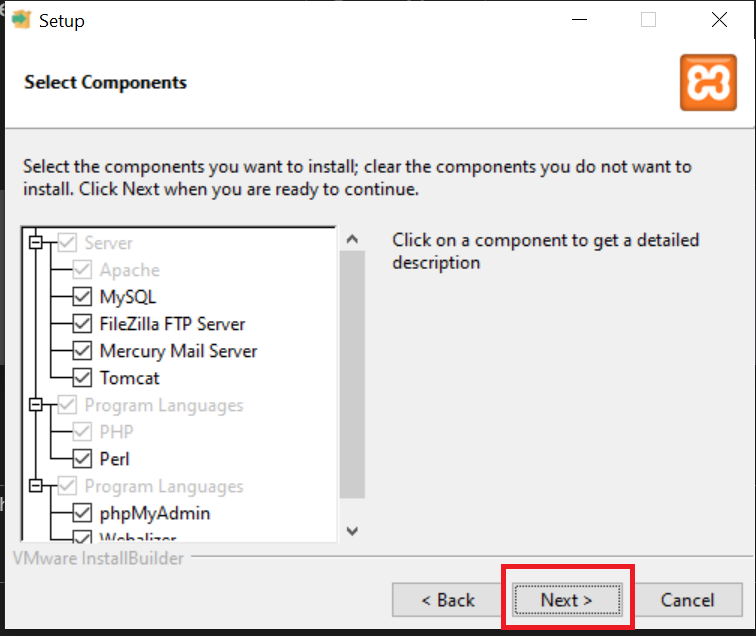 Setup
Select Components
Select the components you want to install; clear the components you do not want to
install. Click Next when you are ready to continue.
Server
Apache
MySQL
FileZilla FTP Server
Mercury Mail Server
Tomcat
Program Languages
PHP
Perl
Program Languages
phpMyAdmin
Webalizer
Click on a component to get a detailed
description
VMware InstallBuilder
< Back
Next >
Cancel